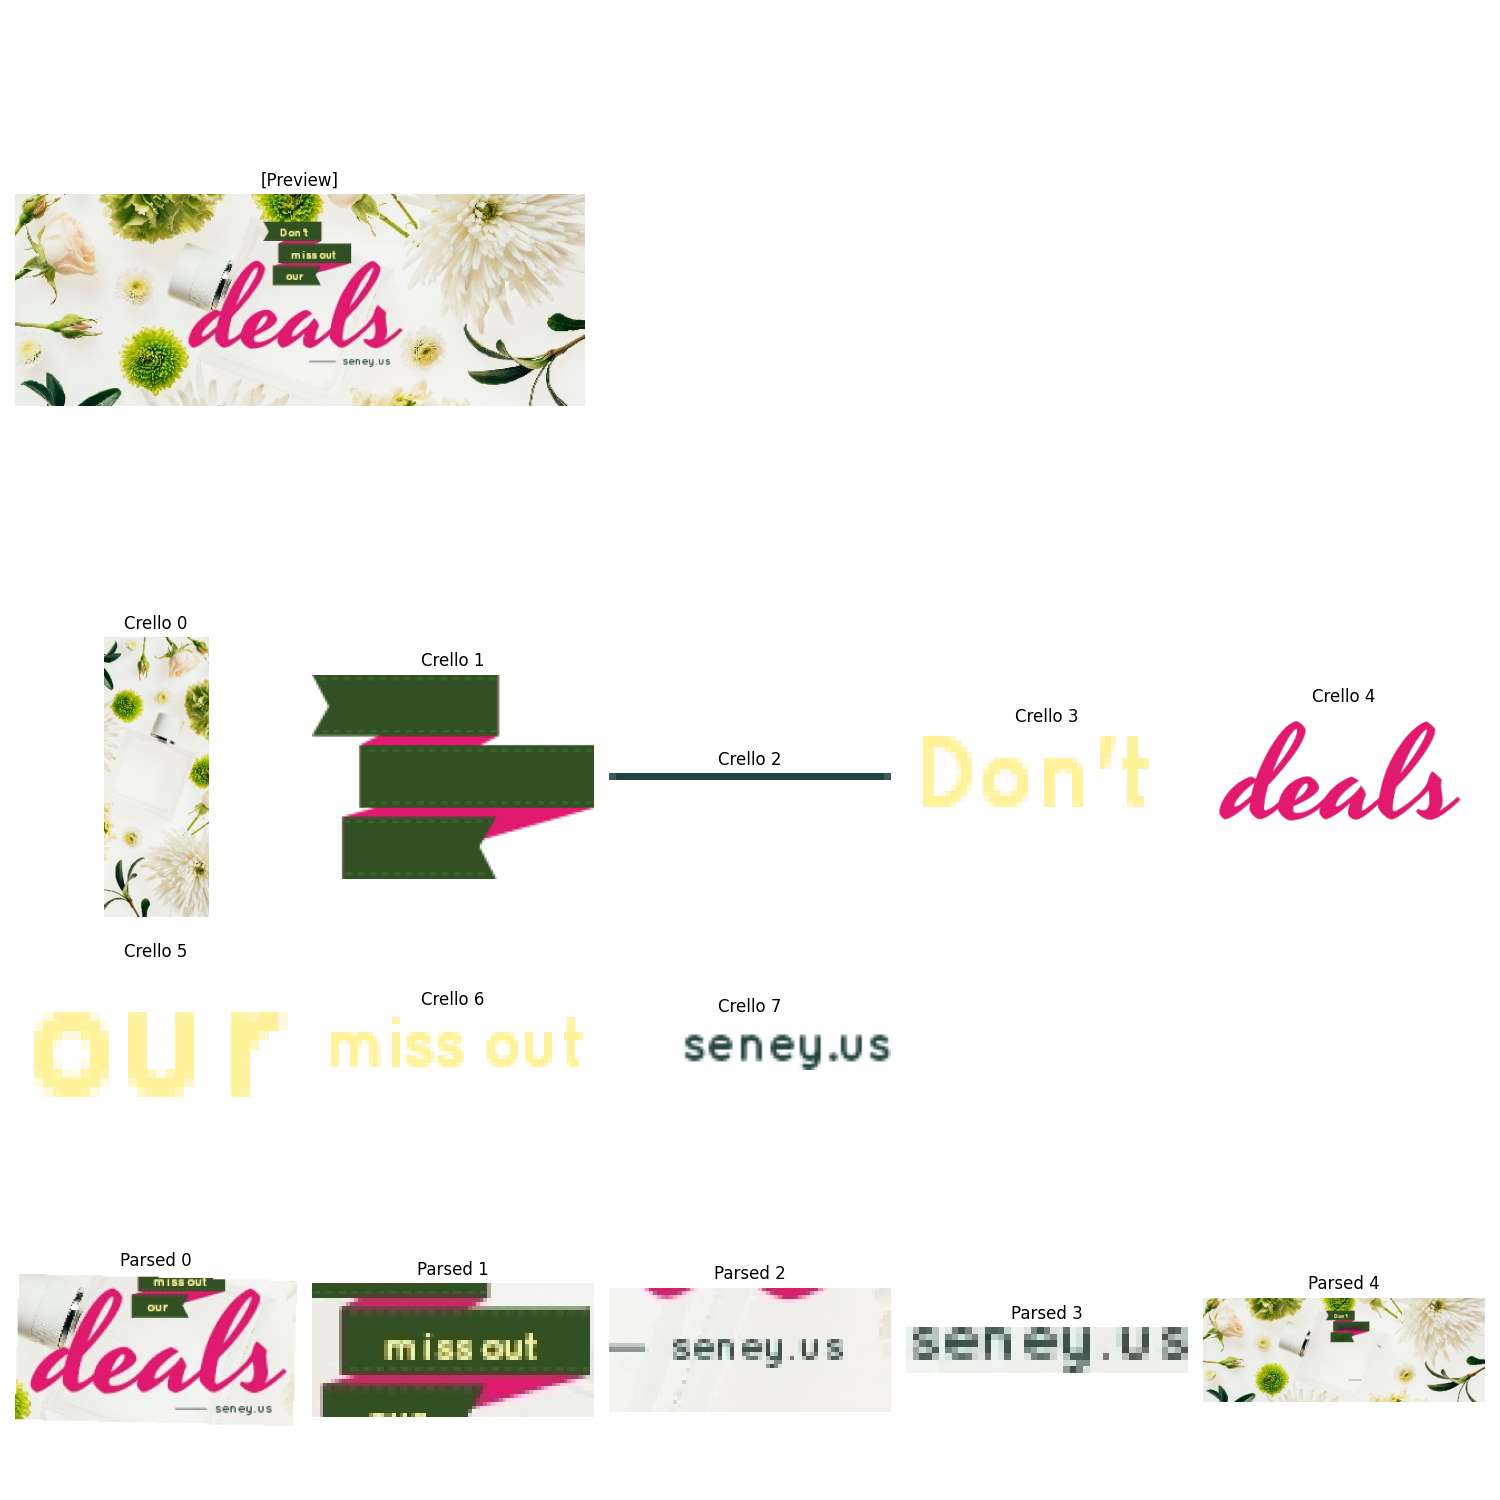 [Preview]
Don't
miss out
our
deals
seney.us
Crello 0
Crello 1
Crello 2
Crello 3
Crello 4
Don't
deals
Crello 5
Crello 6
Crello 7
our
miss out
seney.us
Parsed 0
Parsed 1
Parsed 2
Parsed 3
Parsed 4
miss out
our
deals
seney.us
miss out
seney.us
seney.us
Don't